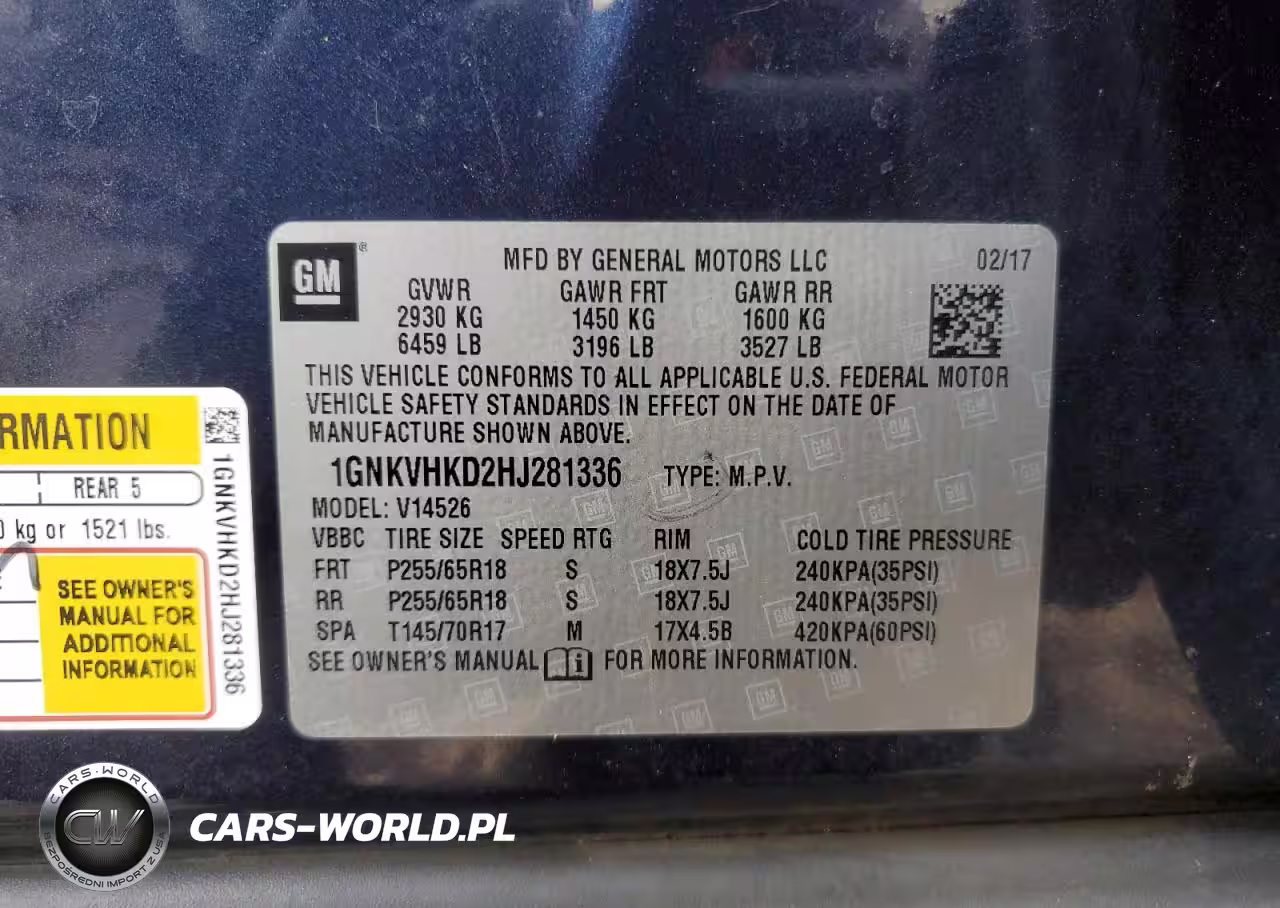 GM®
MFD BY GENERAL MOTORS LLC 02/17
GVWR GAWR FRT GAWR RR
2930 KG 1450 KG 1600 KG
6459 LB 3196 LB 3527 LB
THIS VEHICLE CONFORMS TO ALL APPLICABLE U.S. FEDERAL MOTOR
VEHICLE SAFETY STANDARDS IN EFFECT ON THE DATE OF
MANUFACTURE SHOWN ABOVE.
1GNKVHKD2HJ281336 TYPE: M.P.V.
MODEL: V14526
VBBC TIRE SIZE SPEED RTG RIM COLD TIRE PRESSURE
FRT P255/65R18 S 18X7.5J 240KPA(35PSI)
RR P255/65R18 S 18X7.5J 240KPA(35PSI)
SPA T145/70R17 M 17X4.5B 420KPA(60PSI)
SEE OWNER'S MANUAL i FOR MORE INFORMATION.
RMATION
REAR 5
0 kg or 1521 lbs.
SEE OWNER'S
MANUAL FOR
ADDITIONAL
INFORMATION
1GNKVHKD2HJ281336
CARS-WORLD
CW
BEZPOŚREDNI IMPORT Z USA
CARS-WORLD.PL